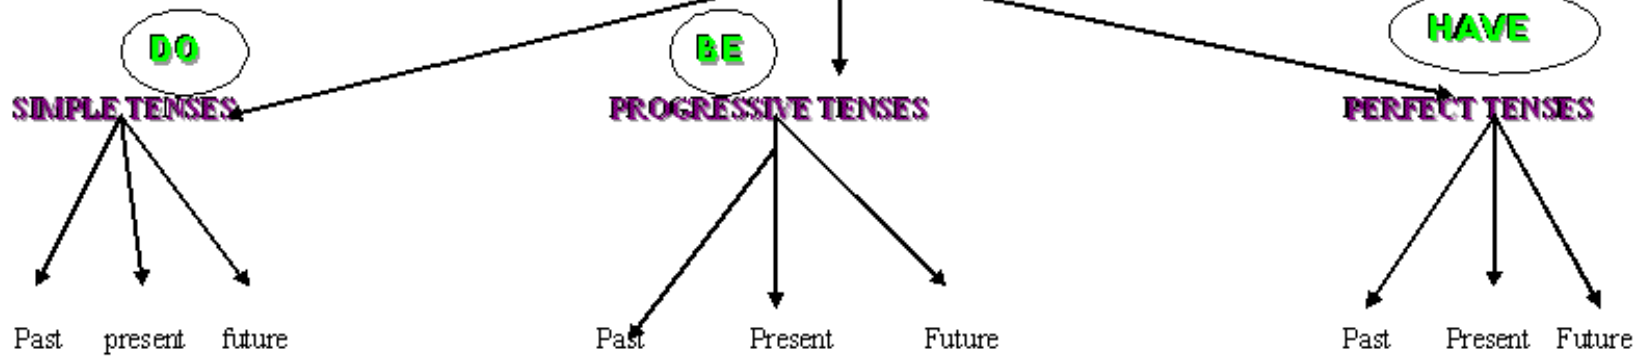 DO BE HAVE
SIMPLE TENSES PROGRESSIVE TENSES PERFECT TENSES
Past present future Past Present Future Past Present Future